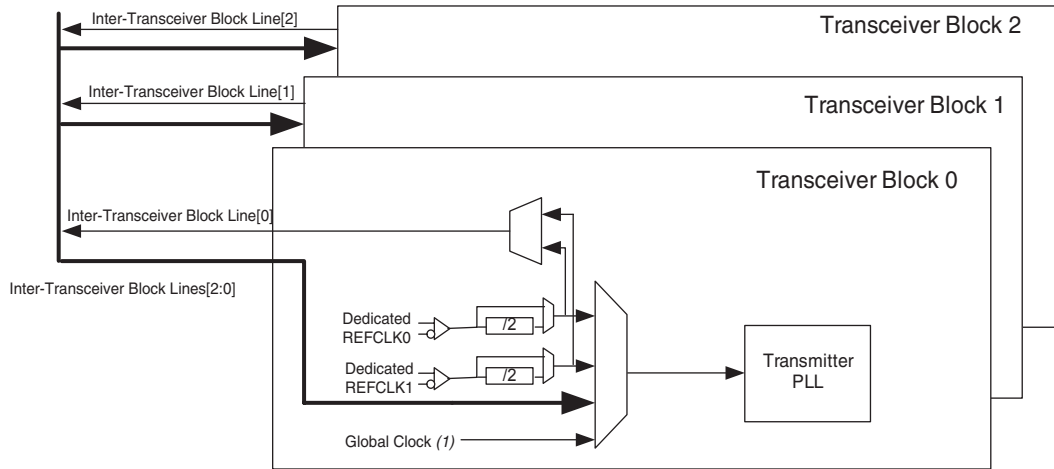 Inter-Transceiver Block Line[2]
Transceiver Block 2
Inter-Transceiver Block Line[1]
Transceiver Block 1
Transceiver Block 0
Inter-Transceiver Block Line[0]
Inter-Transceiver Block Lines[2:0]
Dedicated
REFCLK0
/2
Dedicated
REFCLK1
/2
Transmitter
PLL
Global Clock (1)